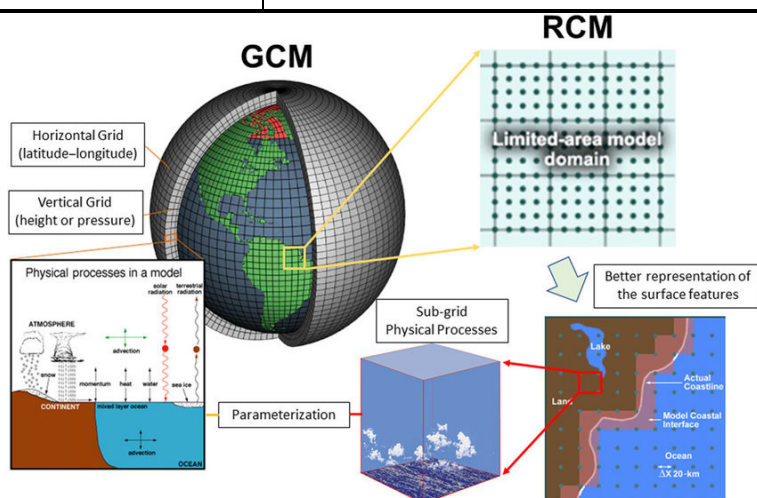 GCM
RCM
Horizontal Grid
(latitude–longitude)
Vertical Grid
(height or pressure)
Limited-area model
domain
Better representation of
the surface features
Physical processes in a model
solar
radiation
terrestrial
radiation
ATMOSPHERE
advection
snow
momentum
heat
water
sea ice
CONTINENT
mixed layer ocean
advection
OCEAN
Parameterization
Sub-grid
Physical Processes
Lake
Land
Actual
Coastline
Model Coastal
Interface
Ocean
ΔX 20-km